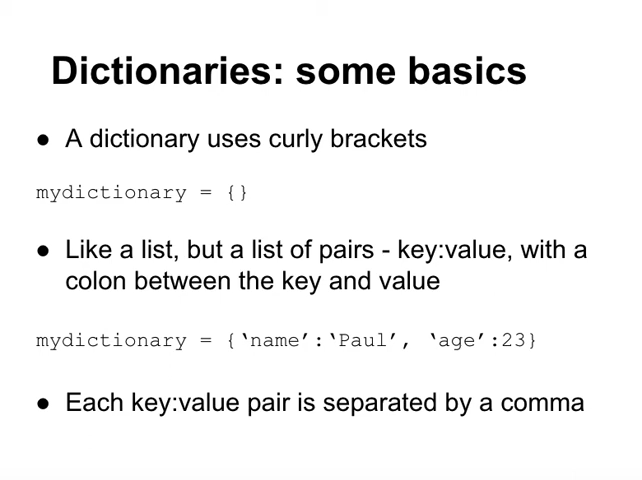 Dictionaries: some basics
● A dictionary uses curly brackets
mydictionary = {}
● Like a list, but a list of pairs - key:value, with a
colon between the key and value
mydictionary = {‘name’:‘Paul’, ‘age’:23}
● Each key:value pair is separated by a comma